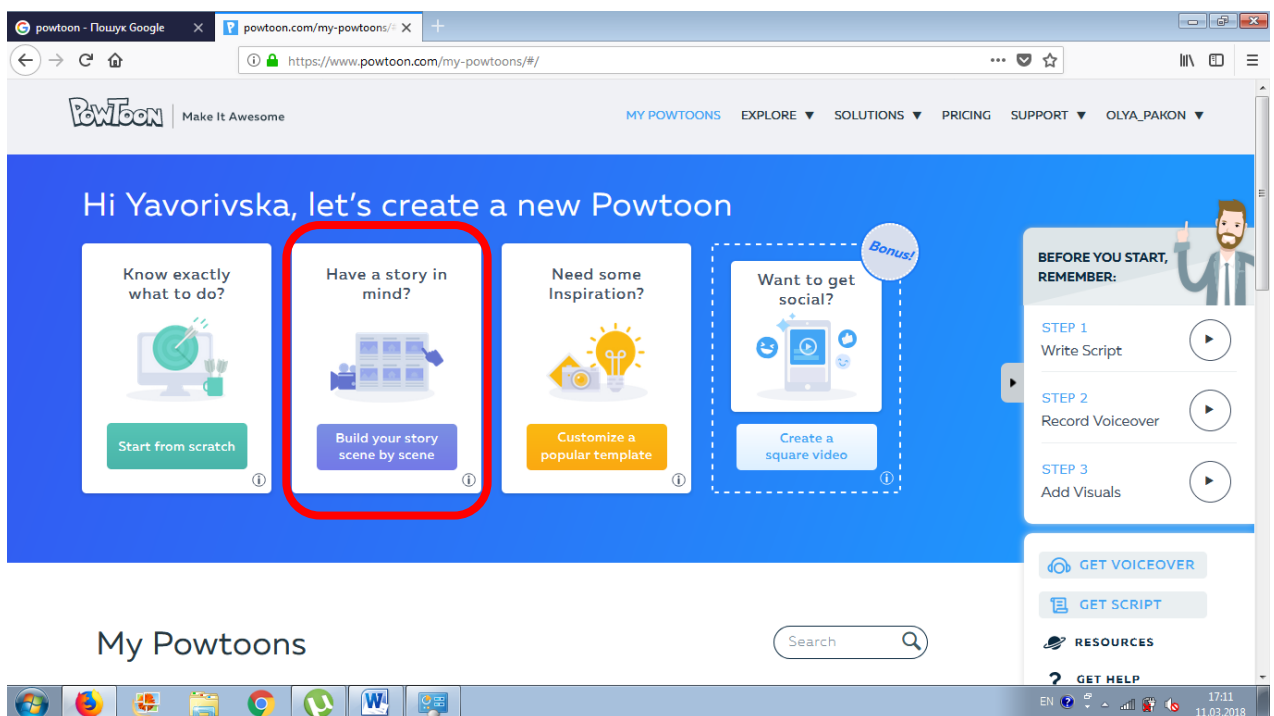 powtoon - Пошук Google
powtoon.com/my-powtoons/#
https://www.powtoon.com/my-powtoons/#/
PowToon
Make It Awesome
MY POWTOONS EXPLORE ▼ SOLUTIONS ▼ PRICING SUPPORT ▼ OLYA_PAKON ▼
Hi Yavorivska, let's create a new Powtoon
Know exactly
what to do?
Start from scratch
Have a story in
mind?
Build your story
scene by scene
Need some
Inspiration?
Customize a
popular template
Bonus!
Want to get
social?
Create a
square video
BEFORE YOU START,
REMEMBER:
STEP 1
Write Script
STEP 2
Record Voiceover
STEP 3
Add Visuals
GET VOICEOVER
GET SCRIPT
RESOURCES
GET HELP
My Powtoons
Search
EN
17:11
11.03.2018